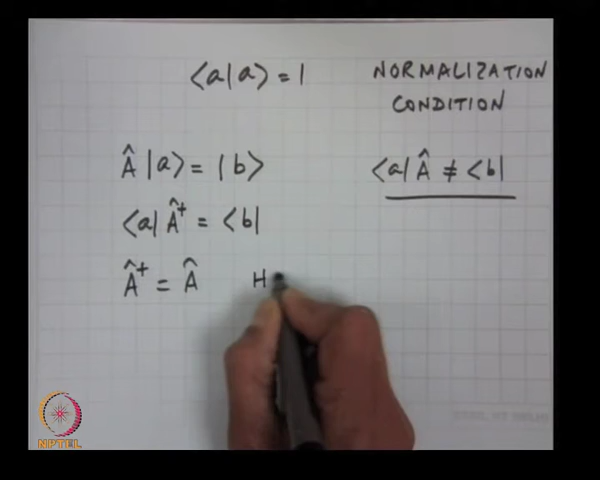 ⟨a|a⟩ = 1 NORMALIZATION
CONDITION
Â|a⟩ = |b⟩ ⟨a|Â ≠ ⟨b|
⟨a|Â† = ⟨b|
Â† = Â H
NPTEL